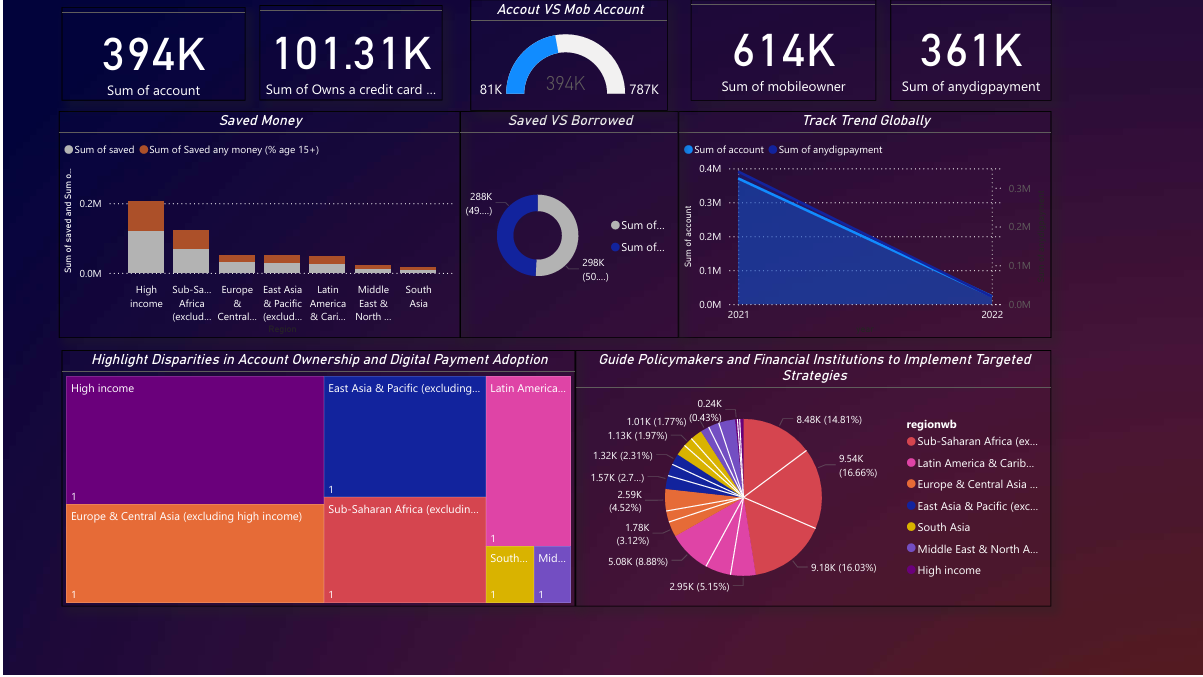 394K
Sum of account
101.31K
Sum of Owns a credit card ...
Accout VS Mob Account
81K
394K
787K
614K
Sum of mobileowner
361K
Sum of anydigpayment
Saved Money
Sum of saved
Sum of Saved any money (% age 15+)
Sum of saved and Sum o...
0.2M
0.0M
High
income
Sub-Sa...
Africa
(exclud...
Europe
&
Central...
East Asia
& Pacific
(exclud...
Latin
America
& Cari...
Middle
East &
North ...
South
Asia
Region
Saved VS Borrowed
288K
(49....)
298K
(50....)
Sum of...
Sum of...
Track Trend Globally
Sum of account
Sum of anydigpayment
Sum of account
0.4M
0.3M
0.2M
0.1M
0.0M
0.3M
0.2M
0.1M
0.0M
2021
2022
Highlight Disparities in Account Ownership and Digital Payment Adoption
High income
1
Europe & Central Asia (excluding high income)
1
East Asia & Pacific (excluding...
1
Sub-Saharan Africa (excludin...
1
Latin America...
1
South...
1
Mid...
1
Guide Policymakers and Financial Institutions to Implement Targeted
Strategies
0.24K
(0.43%)
1.01K (1.77%)
1.13K (1.97%)
1.32K (2.31%)
1.57K (2.7...)
2.59K
(4.52%)
1.78K
(3.12%)
5.08K (8.88%)
2.95K (5.15%)
8.48K (14.81%)
9.54K
(16.66%)
9.18K (16.03%)
regionwb
Sub-Saharan Africa (ex...
Latin America & Carib...
Europe & Central Asia ...
East Asia & Pacific (exc...
South Asia
Middle East & North A...
High income